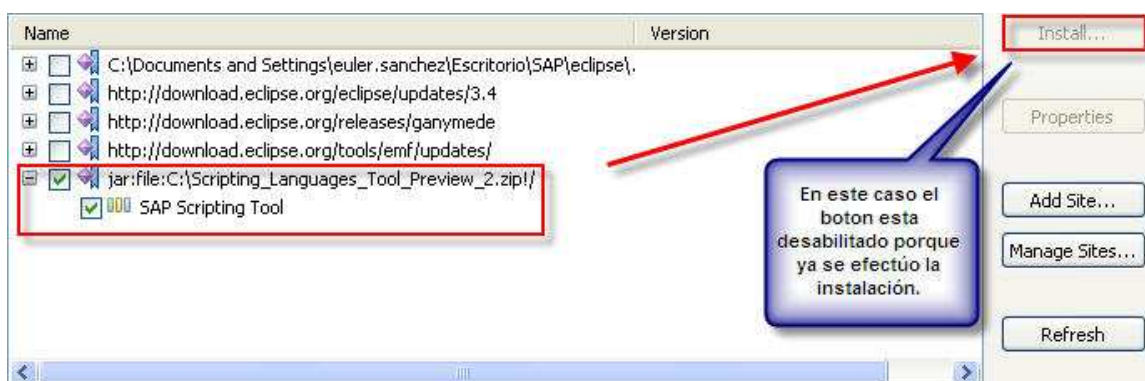 Name Version
C:\Documents and Settings\euler.sanchez\Escritorio\SAP\eclipse\.
http://download.eclipse.org/eclipse/updates/3.4
http://download.eclipse.org/releases/ganymede
http://download.eclipse.org/tools/emf/updates/
jar:file:C:\Scripting_Languages_Tool_Preview_2.zip!/
SAP Scripting Tool
Install...
Properties
Add Site...
Manage Sites...
Refresh
En este caso el
boton esta
desabilitado porque
ya se efectúo la
instalación.